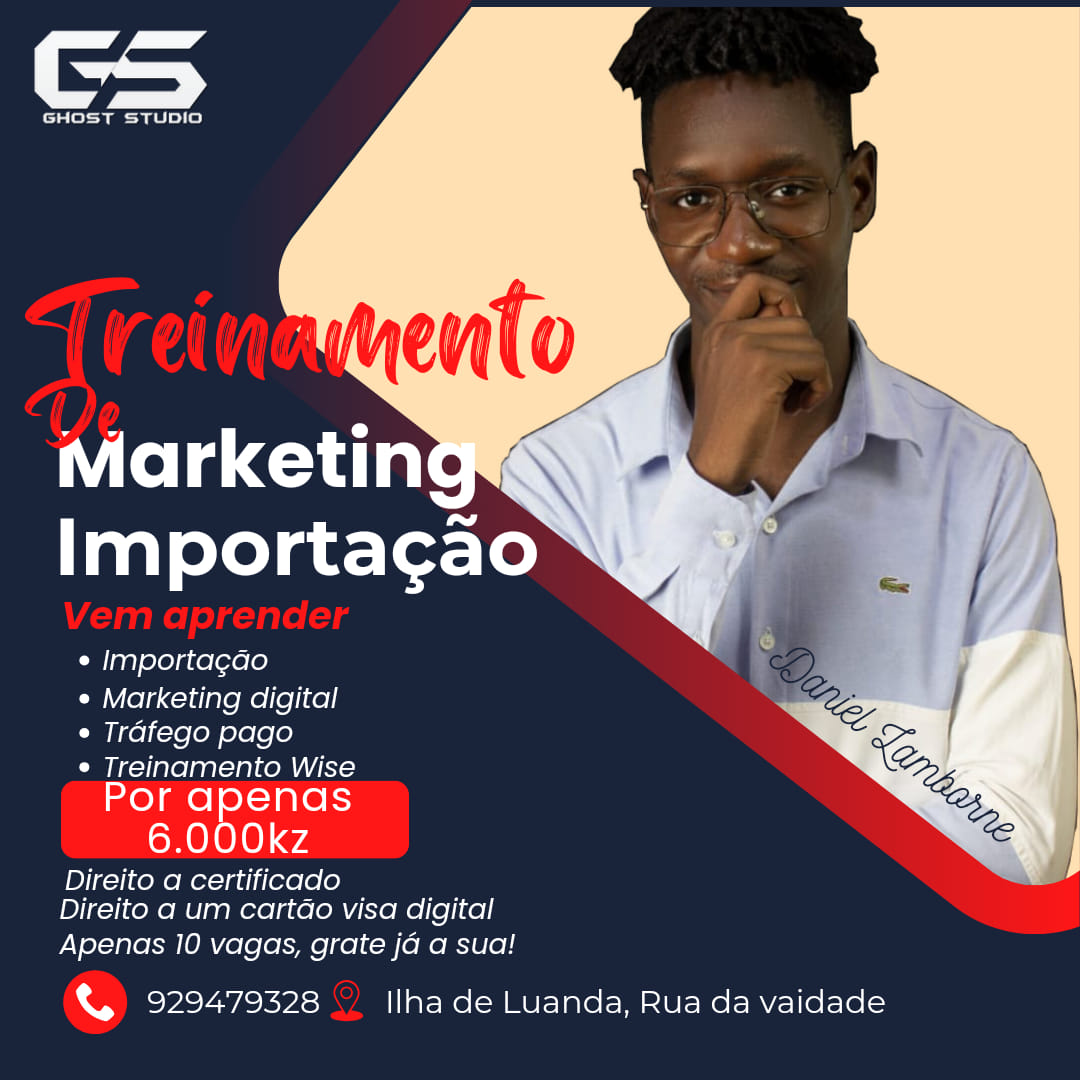 GS
GHOST STUDIO
Treinamento
De
Marketing
Importação
Vem aprender
• Importação
• Marketing digital
• Tráfego pago
• Treinamento Wise
Por apenas
6.000kz
Direito a certificado
Direito a um cartão visa digital
Apenas 10 vagas, grate já a sua!
929479328
Ilha de Luanda, Rua da vaidade
Daniel Lamborne